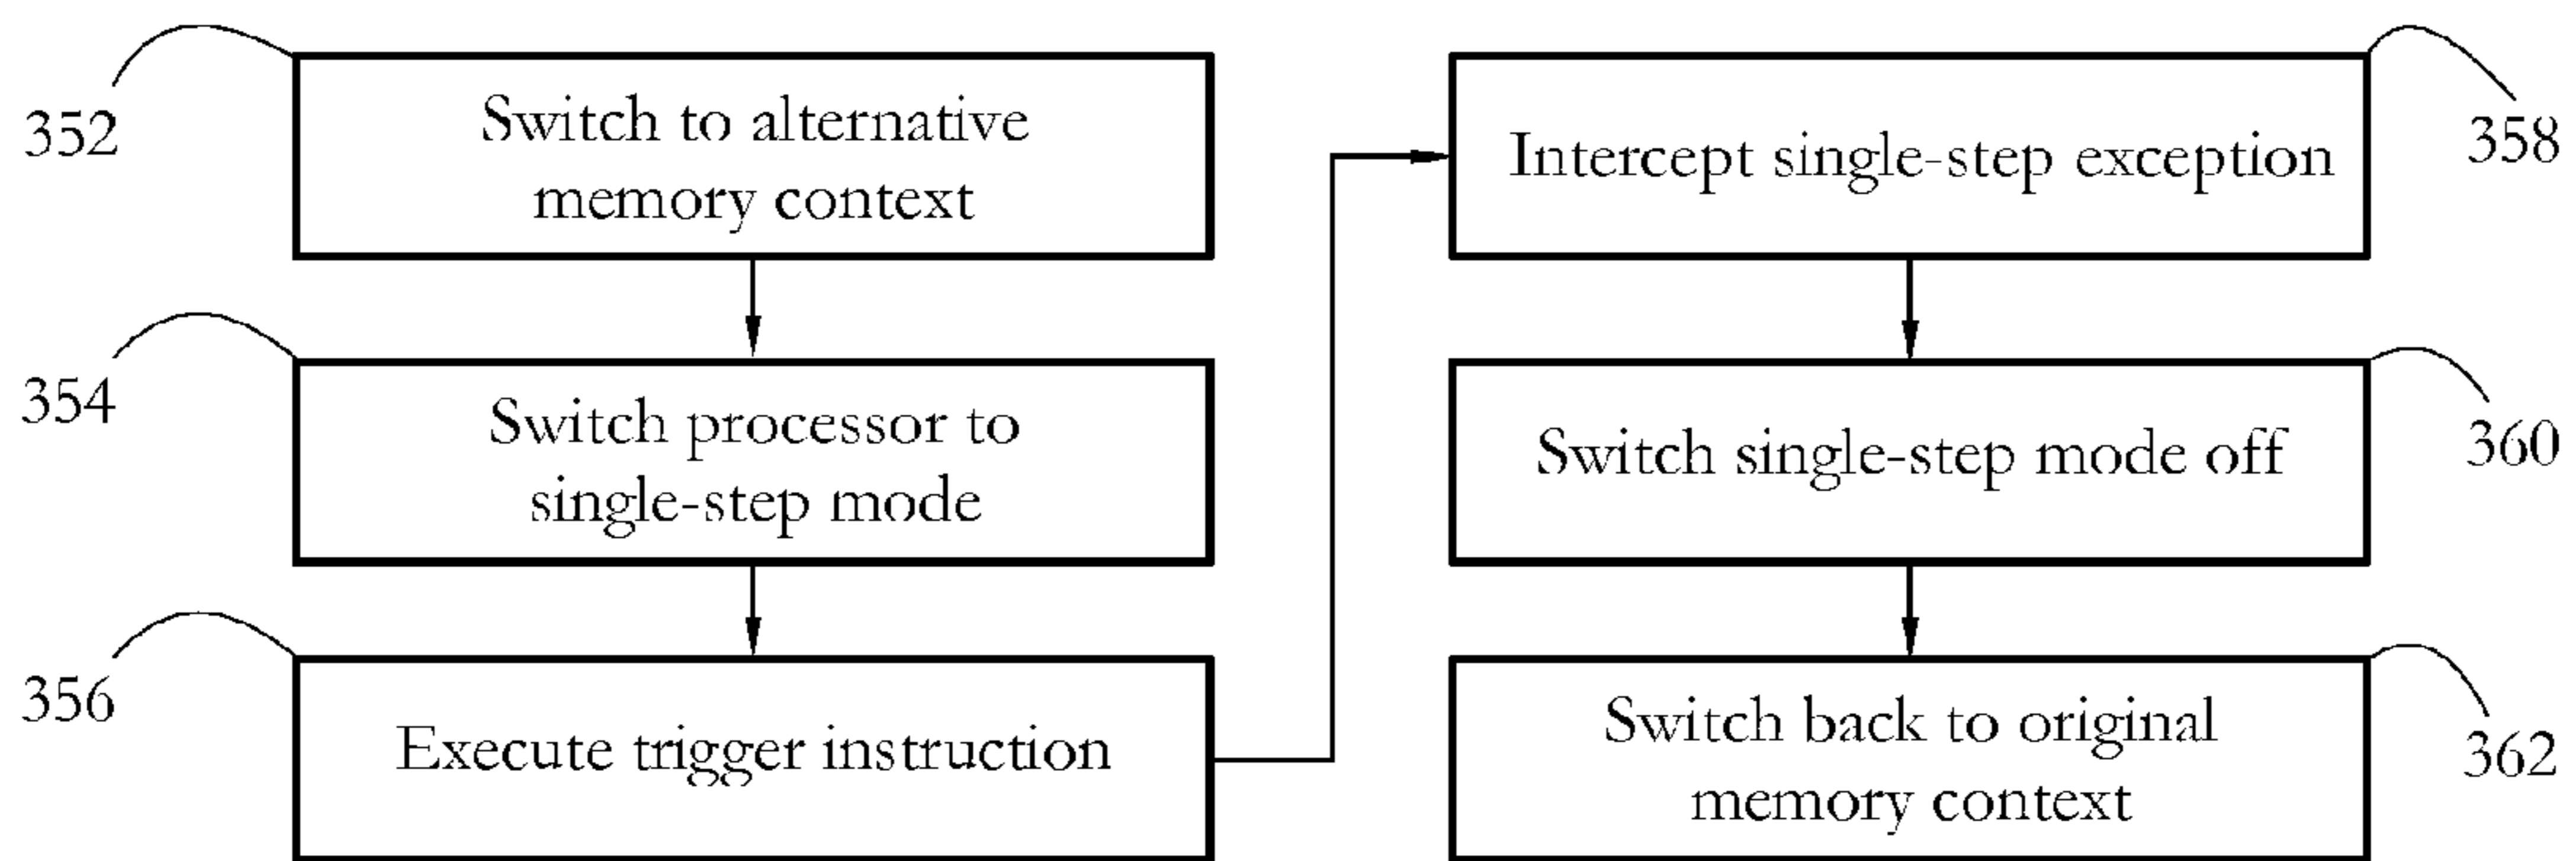 352
Switch to alternative
memory context
354
Switch processor to
single-step mode
356
Execute trigger instruction
358
Intercept single-step exception
360
Switch single-step mode off
362
Switch back to original
memory context